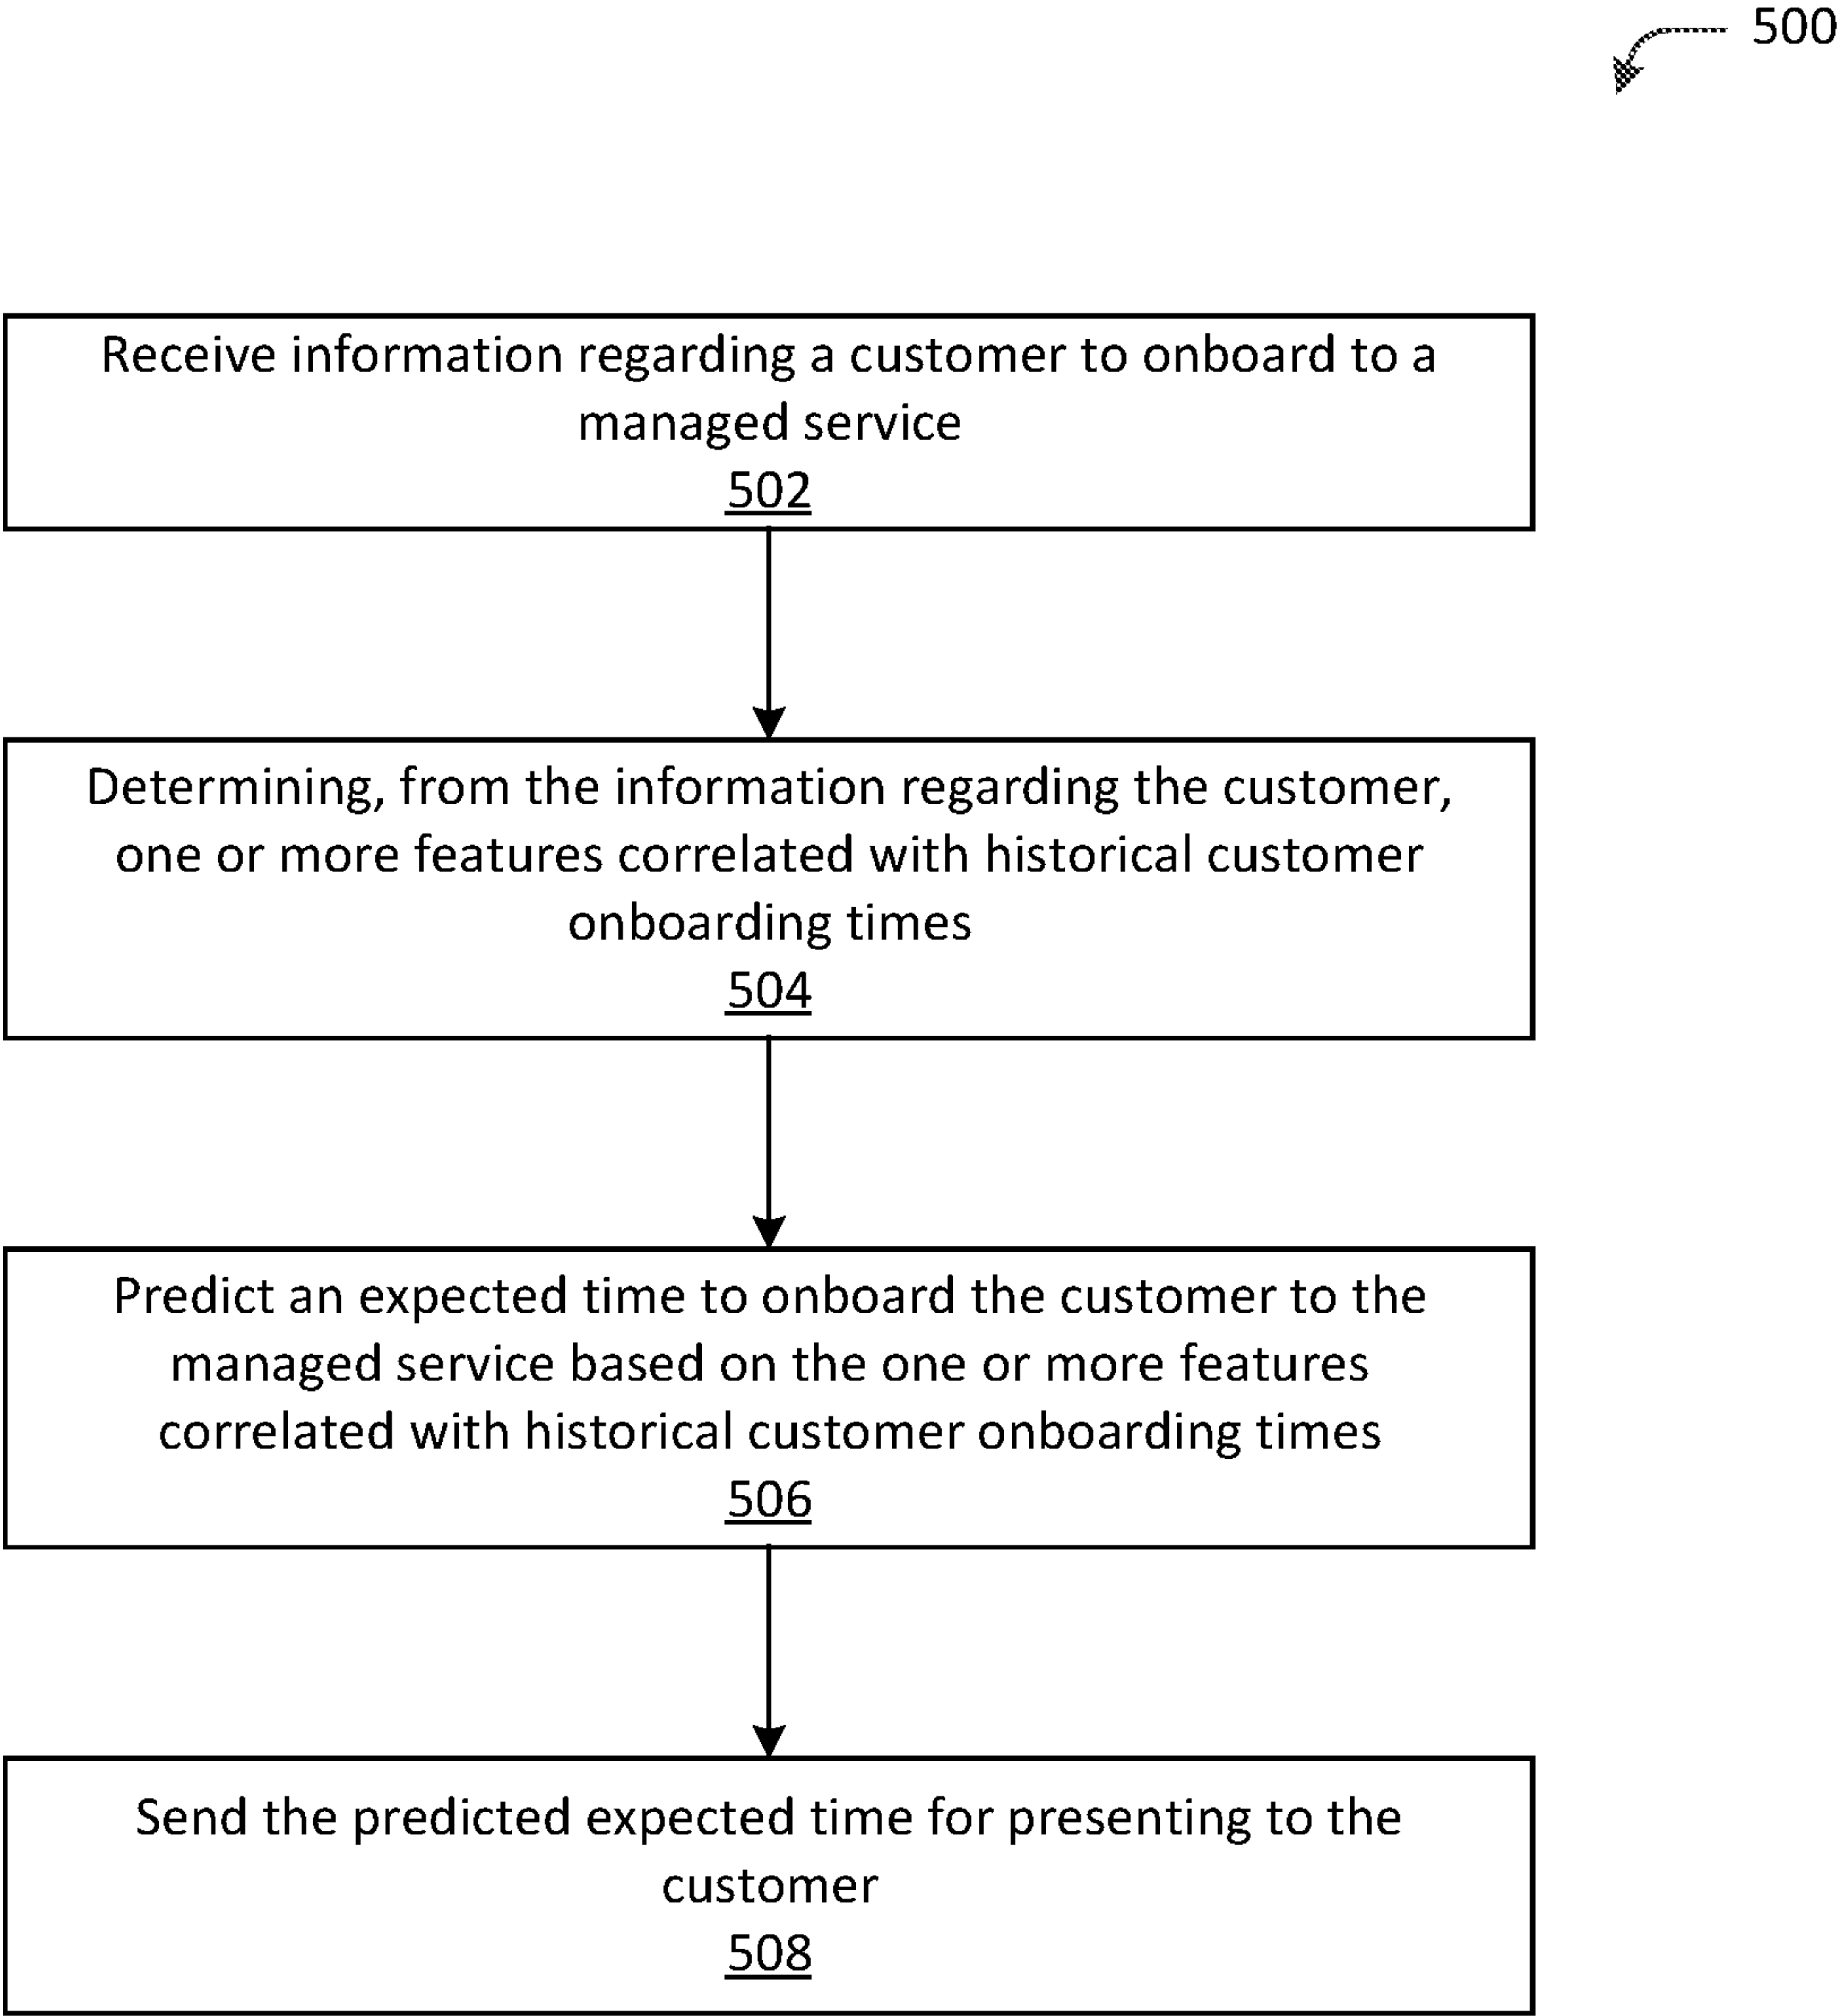 500
Receive information regarding a customer to onboard to a
managed service
502
Determining, from the information regarding the customer,
one or more features correlated with historical customer
onboarding times
504
Predict an expected time to onboard the customer to the
managed service based on the one or more features
correlated with historical customer onboarding times
506
Send the predicted expected time for presenting to the
customer
508